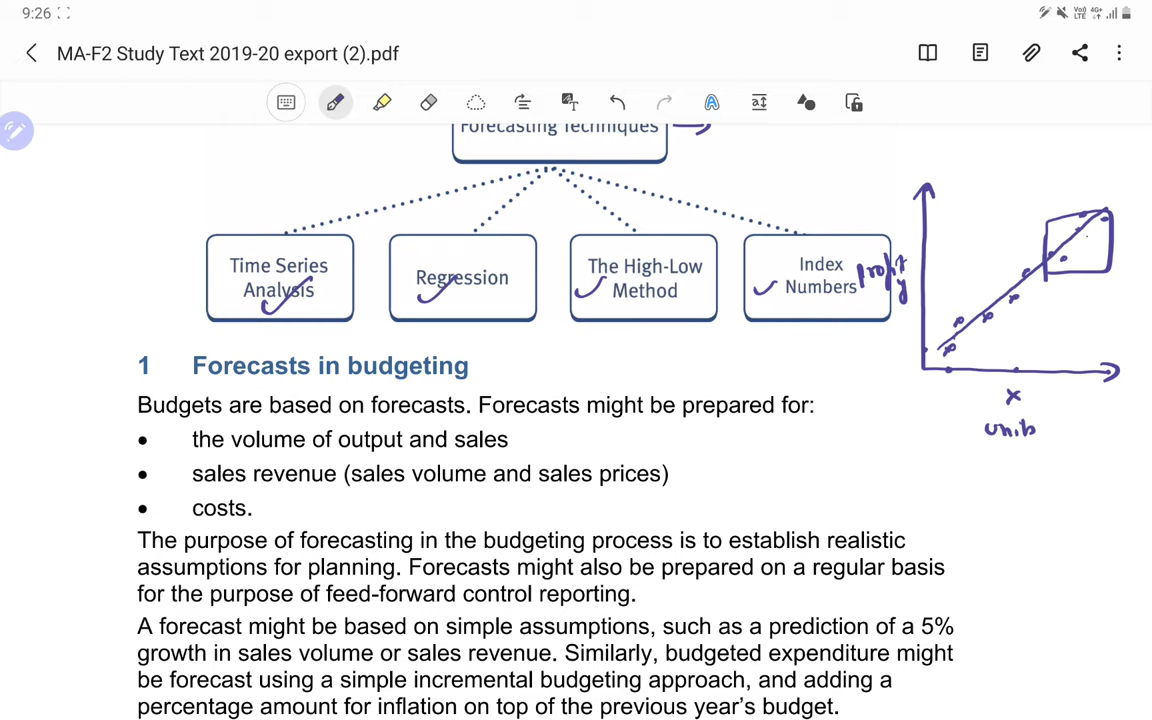 9:26
Vo)) 4G+
LTE
MA-F2 Study Text 2019-20 export (2).pdf
Forecasting Techniques
Time Series
Analysis
Regression
The High-Low
Method
Index
Numbers
profit
y
x
units
1 Forecasts in budgeting
Budgets are based on forecasts. Forecasts might be prepared for:
• the volume of output and sales
• sales revenue (sales volume and sales prices)
• costs.
The purpose of forecasting in the budgeting process is to establish realistic
assumptions for planning. Forecasts might also be prepared on a regular basis
for the purpose of feed-forward control reporting.
A forecast might be based on simple assumptions, such as a prediction of a 5%
growth in sales volume or sales revenue. Similarly, budgeted expenditure might
be forecast using a simple incremental budgeting approach, and adding a
percentage amount for inflation on top of the previous year’s budget.